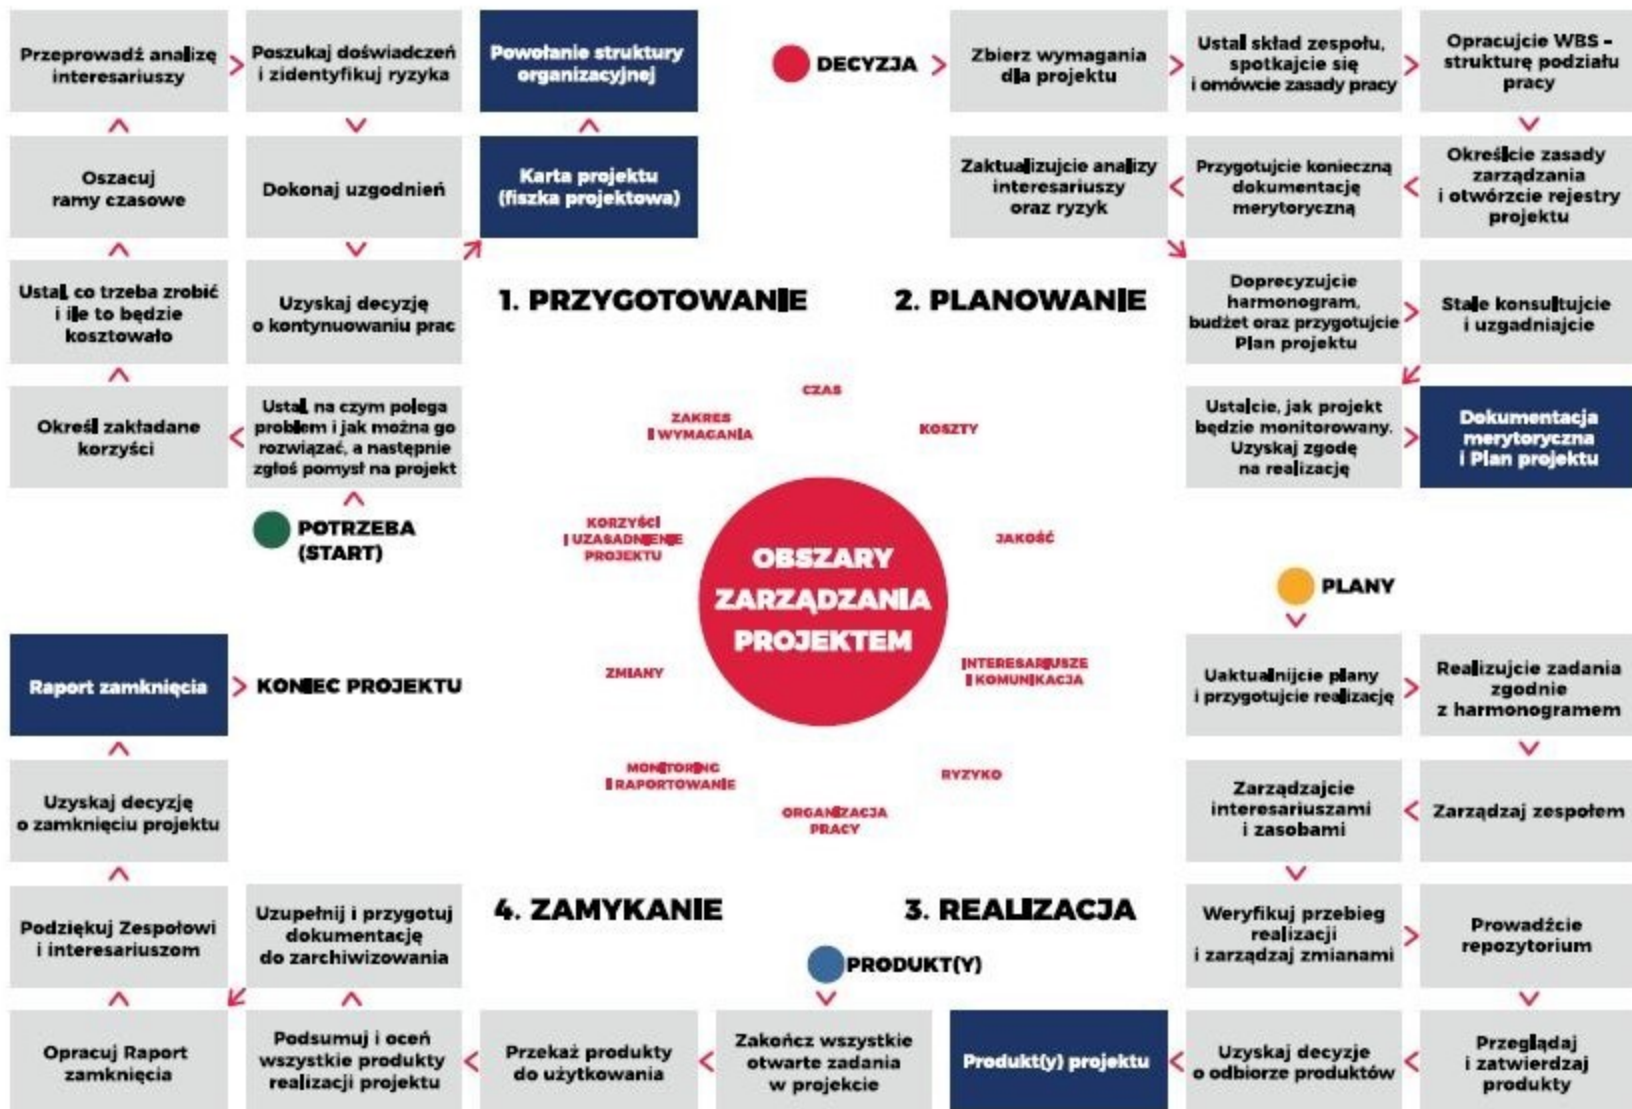 Przeprowadź analizę
interesariuszy
Poszukaj doświadczeń
i zidentyfikuj ryzyka
Powołanie struktury
organizacyjnej
Oszacuj
ramy czasowe
Dokonaj uzgodnień
Karta projektu
(fiszka projektowa)
Ustal, co trzeba zrobić
i ile to będzie
kosztowało
Uzyskaj decyzję
o kontynuowaniu prac
Określ zakładane
korzyści
Ustal, na czym polega
problem i jak można go
rozwiązać, a następnie
zgłoś pomysł na projekt
POTRZEBA
(START)
1. PRZYGOTOWANIE
DECYZJA
Zbierz wymagania
dla projektu
Ustal skład zespołu,
spotkajcie się
i omówcie zasady pracy
Opracujcie WBS –
strukturę podziału
pracy
Zaktualizujcie analizy
interesariuszy
oraz ryzyk
Przygotujcie konieczną
dokumentację
merytoryczną
Określcie zasady
zarządzania
i otwórzcie rejestry
projektu
2. PLANOWANIE
Doprecyzujcie
harmonogram,
budżet oraz przygotujcie
Plan projektu
Stale konsultujcie
i uzgadniajcie
Ustalcie, jak projekt
będzie monitorowany.
Uzyskaj zgodę
na realizację
Dokumentacja
merytoryczna
i Plan projektu
CZAS
ZAKRES
I WYMAGANIA
KOSZTY
KORZYŚCI
I UZASADNIENIE
PROJEKTU
JAKOŚĆ
OBSZARY
ZARZĄDZANIA
PROJEKTEM
ZMIANY
INTERESARIUSZE
I KOMUNIKACJA
MONITORING
I RAPORTOWANIE
RYZYKO
ORGANIZACJA
PRACY
PLANY
Uaktualnijcie plany
i przygotujcie realizację
Realizujcie zadania
zgodnie
z harmonogramem
Zarządzajcie
interesariuszami
i zasobami
Zarządzaj zespołem
3. REALIZACJA
Weryfikuj przebieg
realizacji
i zarządzaj zmianami
Prowadźcie
repozytorium
Produkt(y) projektu
Uzyskaj decyzje
o odbiorze produktów
Przeglądaj
i zatwierdzaj
produkty
Raport zamknięcia
KONIEC PROJEKTU
Uzyskaj decyzję
o zamknięciu projektu
Podziękuj Zespołowi
i interesariuszom
Uzupełnij i przygotuj
dokumentację
do zarchiwizowania
4. ZAMYKANIE
PRODUKT(Y)
Opracuj Raport
zamknięcia
Podsumuj i oceń
wszystkie produkty
realizacji projektu
Przekaż produkty
do użytkowania
Zakończ wszystkie
otwarte zadania
w projekcie